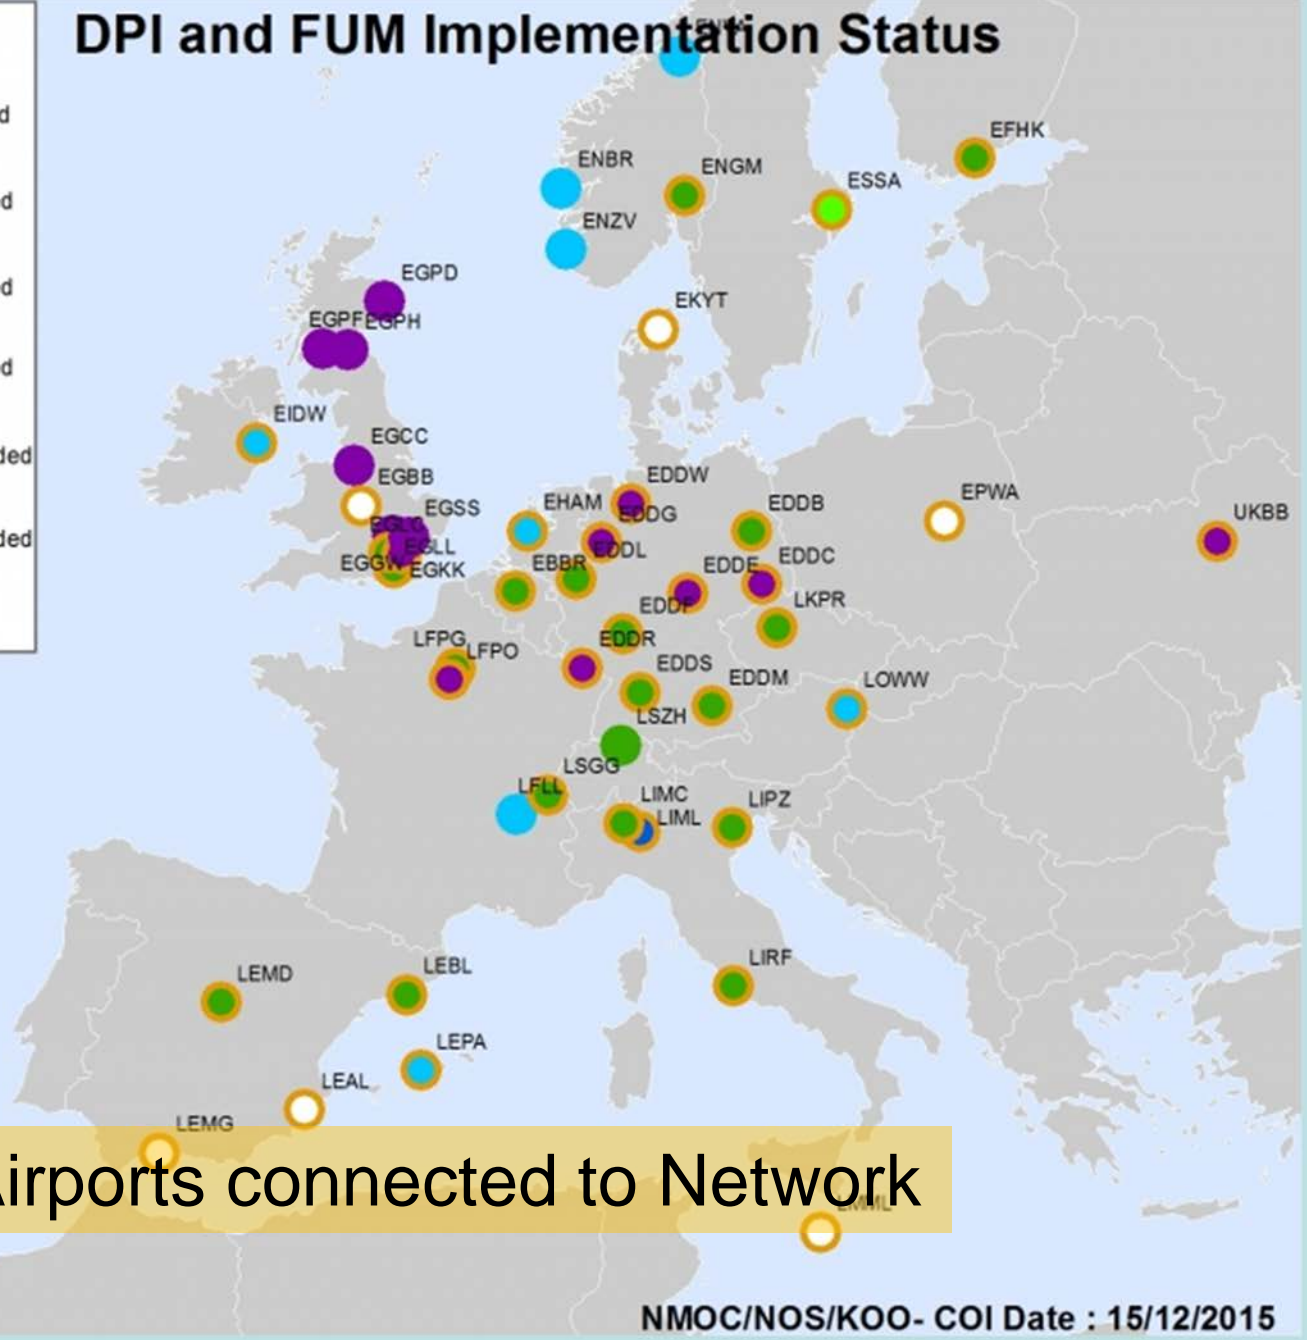 DPI and FUM Implementation Status
d
EFHK
ENBR
ENGM
ESSA
d
ENZV
EGPD
d
EKYT
EGPF EGPH
d
EIDW
EGCC
ded
EGBB
EDDW
EPWA
EHAM
EDDB
EGSS
EDDG
UKBB
EGLC
ded
EGLL
EDDL
EDDC
EGGW
EBBR
EDDE
EGKK
LKPR
EDDF
LFPG
EDDR
LFPO
EDDS
EDDM
LOWW
LSZH
LSGG
LFLL
LIMC
LIPZ
LIML
LIRF
LEBL
LEMD
LEPA
LEAL
LEMG
Airports connected to Network
LMML
NMOC/NOS/KOO- COI Date : 15/12/2015